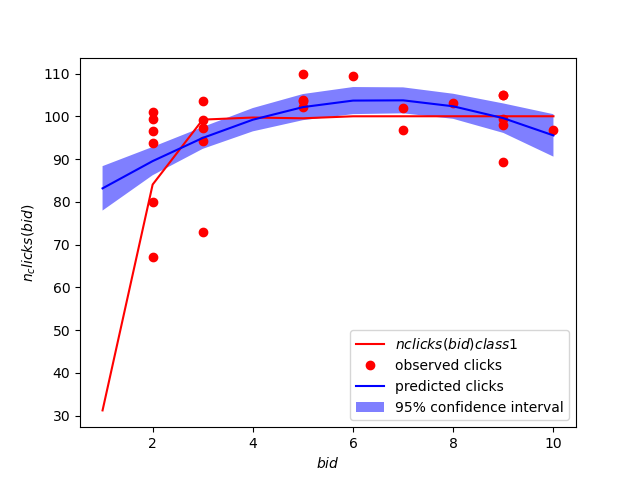 110
100
90
80
70
60
50
40
30
n_clicks(bid)
2
4
6
8
10
bid
nclicks(bid)class1
observed clicks
predicted clicks
95% confidence interval